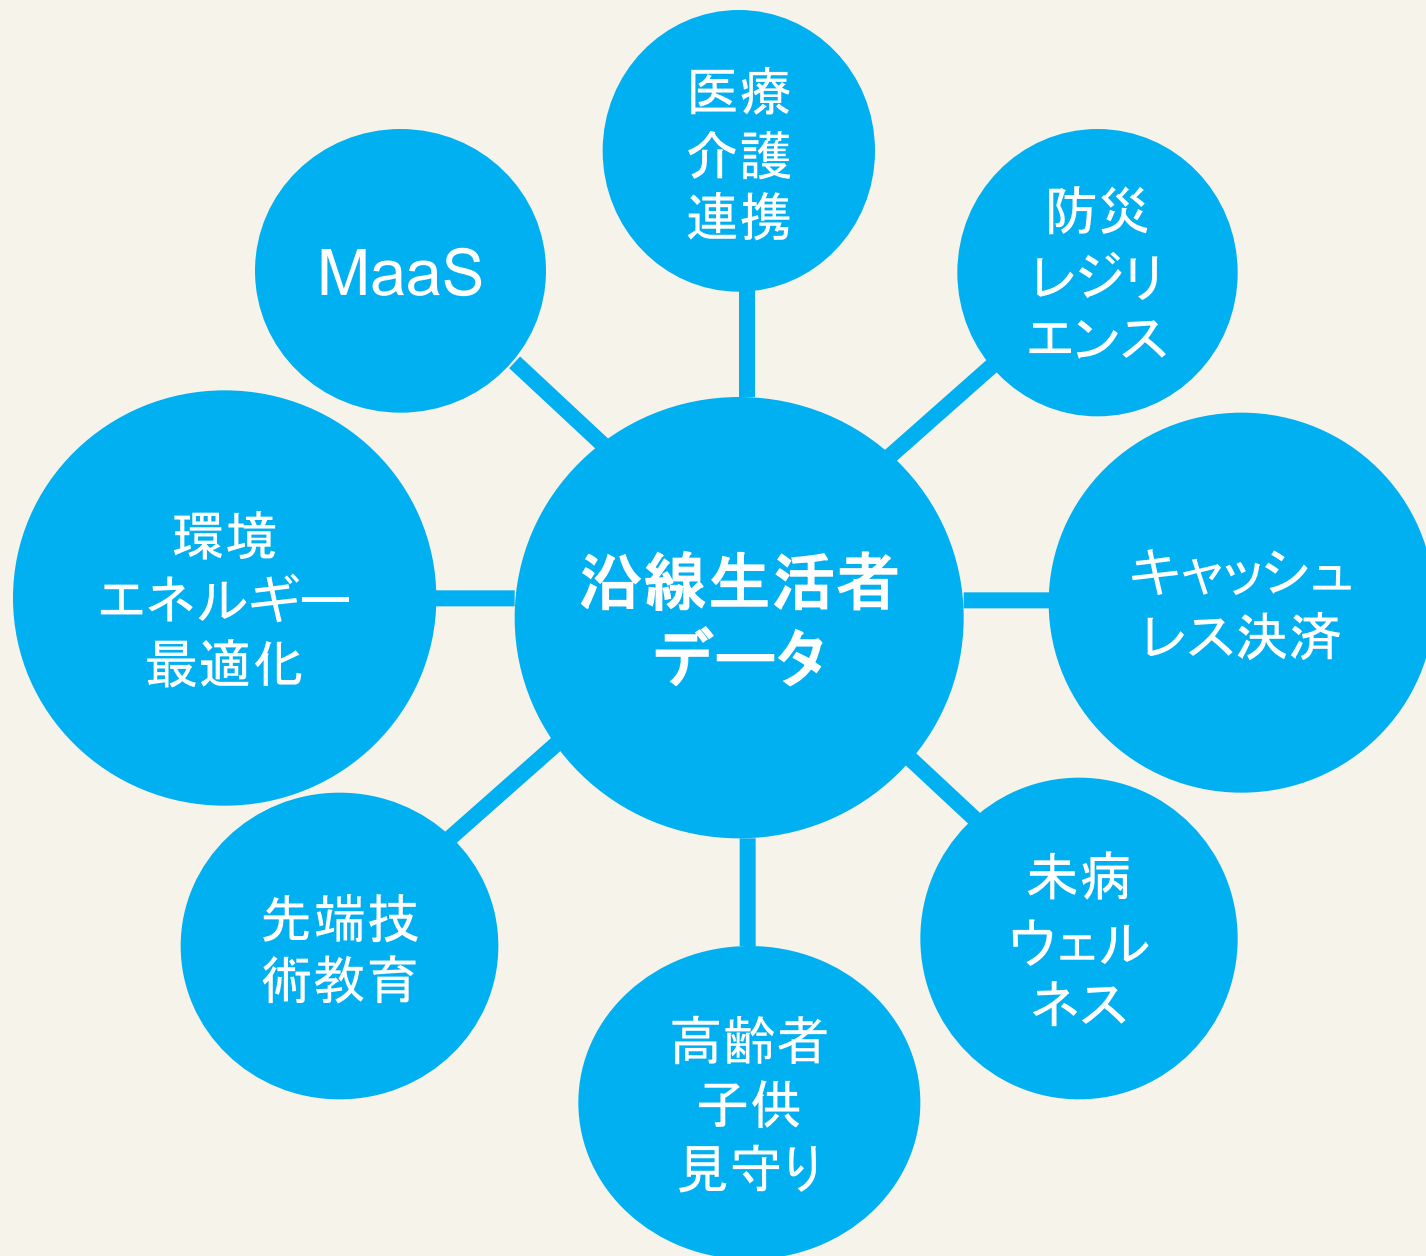 医療
介護
連携
MaaS
防災
レジリ
エンス
環境
エネルギー
最適化
沿線生活者
データ
キャッシュ
レス決済
先端技
術教育
未病
ウェル
ネス
高齢者
子供
見守り